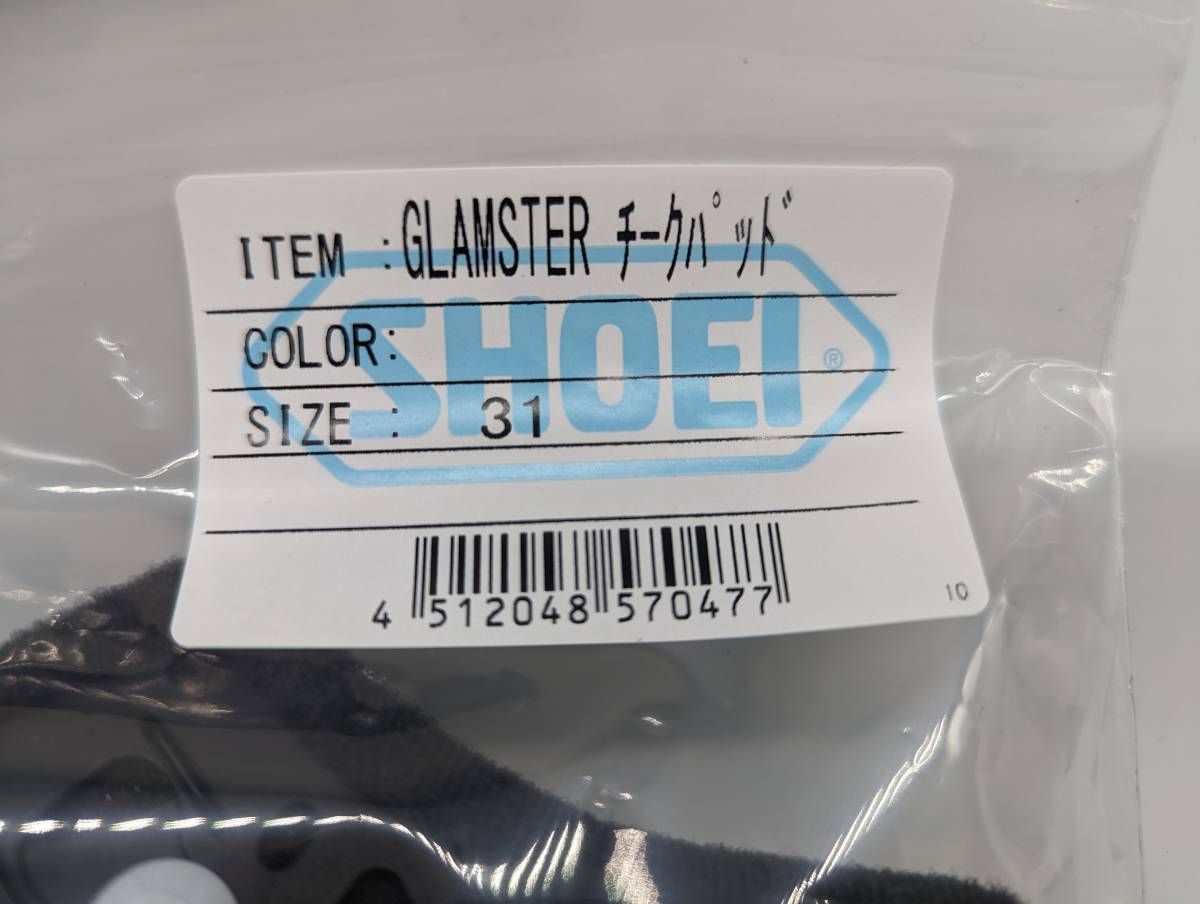 ITEM :GLAMSTER チークパッド
SHOEI ®
COLOR:
SIZE : 31
4 512048 570477
10